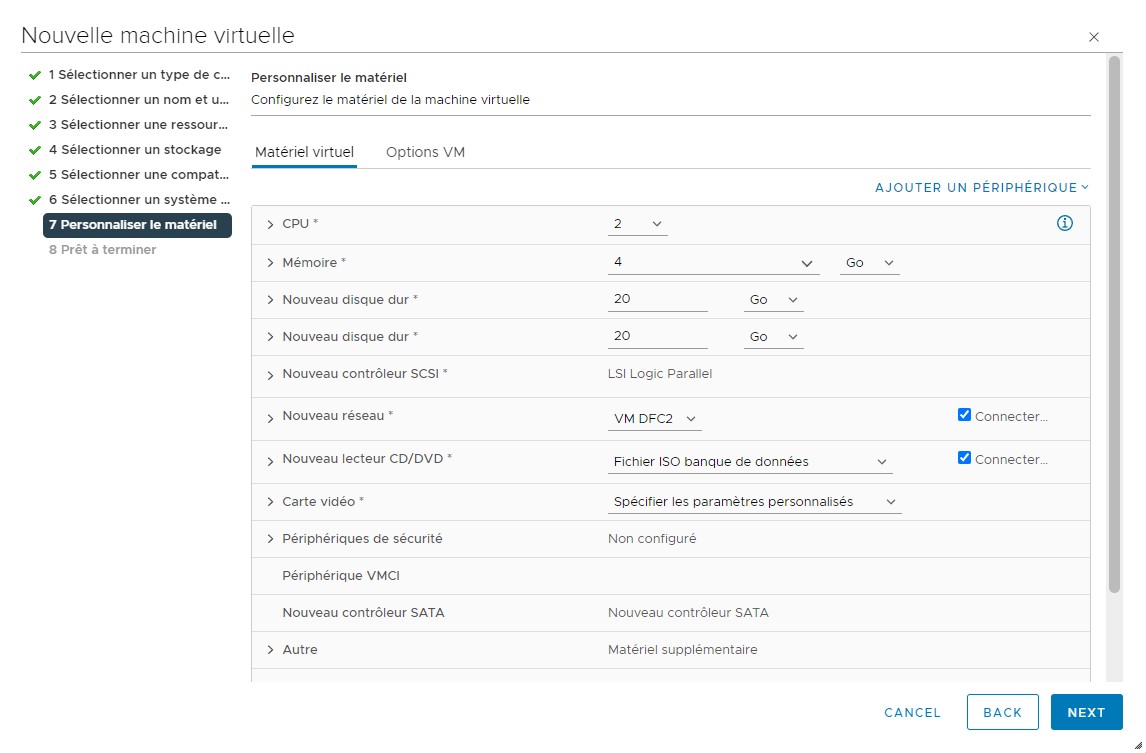 Nouvelle machine virtuelle
1 Sélectionner un type de c...
2 Sélectionner un nom et u...
3 Sélectionner une ressour...
4 Sélectionner un stockage
5 Sélectionner une compat...
6 Sélectionner un système ...
7 Personnaliser le matériel
8 Prêt à terminer
Personnaliser le matériel
Configurez le matériel de la machine virtuelle
Matériel virtuel Options VM
AJOUTER UN PÉRIPHÉRIQUE
CPU * 2
Mémoire * 4 Go
Nouveau disque dur * 20 Go
Nouveau disque dur * 20 Go
Nouveau contrôleur SCSI * LSI Logic Parallel
Nouveau réseau * VM DFC2 Connecter...
Nouveau lecteur CD/DVD * Fichier ISO banque de données Connecter...
Carte vidéo * Spécifier les paramètres personnalisés
Périphériques de sécurité Non configuré
Périphérique VMCI
Nouveau contrôleur SATA Nouveau contrôleur SATA
Autre Matériel supplémentaire
CANCEL BACK NEXT